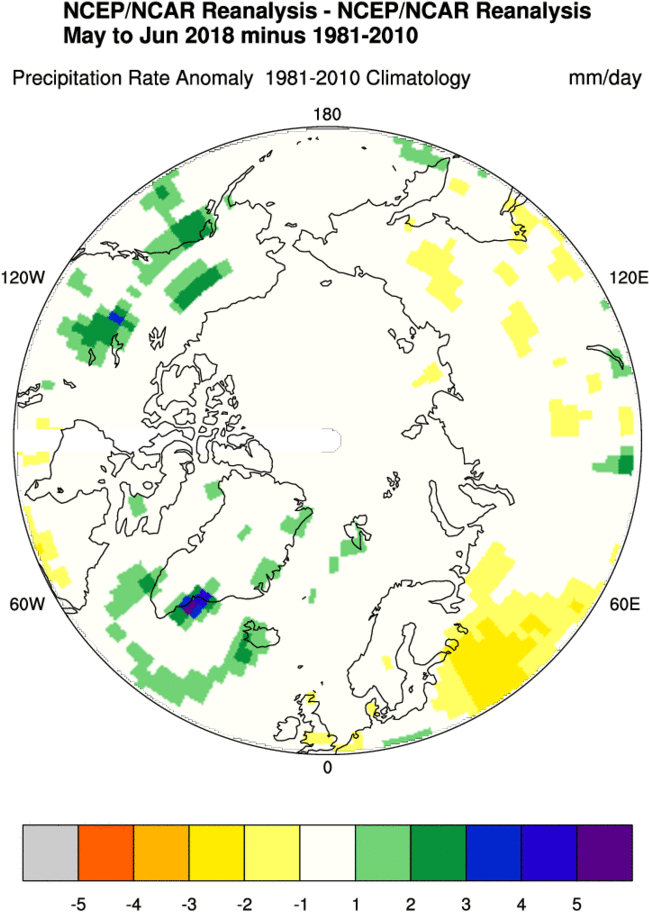 NCEP/NCAR Reanalysis - NCEP/NCAR Reanalysis
May to Jun 2018 minus 1981-2010
Precipitation Rate Anomaly 1981-2010 Climatology mm/day
180
120W 120E
60W 60E
0
-5 -4 -3 -2 -1 1 2 3 4 5